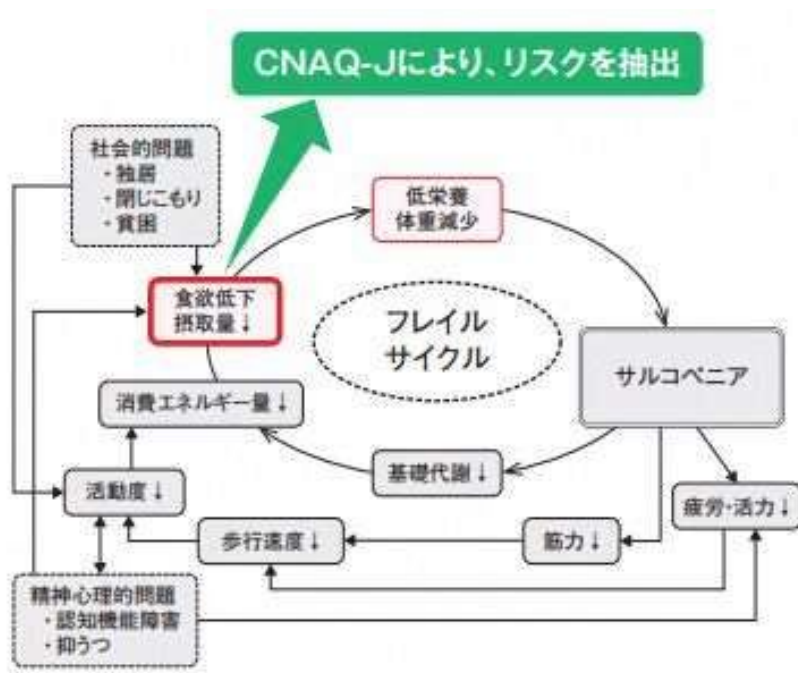 CNAQ-Jにより、リスクを抽出
社会的問題
・独居
・閉じこもり
・貧困
低栄養
体重減少
食欲低下
摂取量↓
フレイル
サイクル
サルコペニア
消費エネルギー量↓
基礎代謝↓
活動度↓
疲労・活力↓
歩行速度↓
筋力↓
精神心理的問題
・認知機能障害
・抑うつ